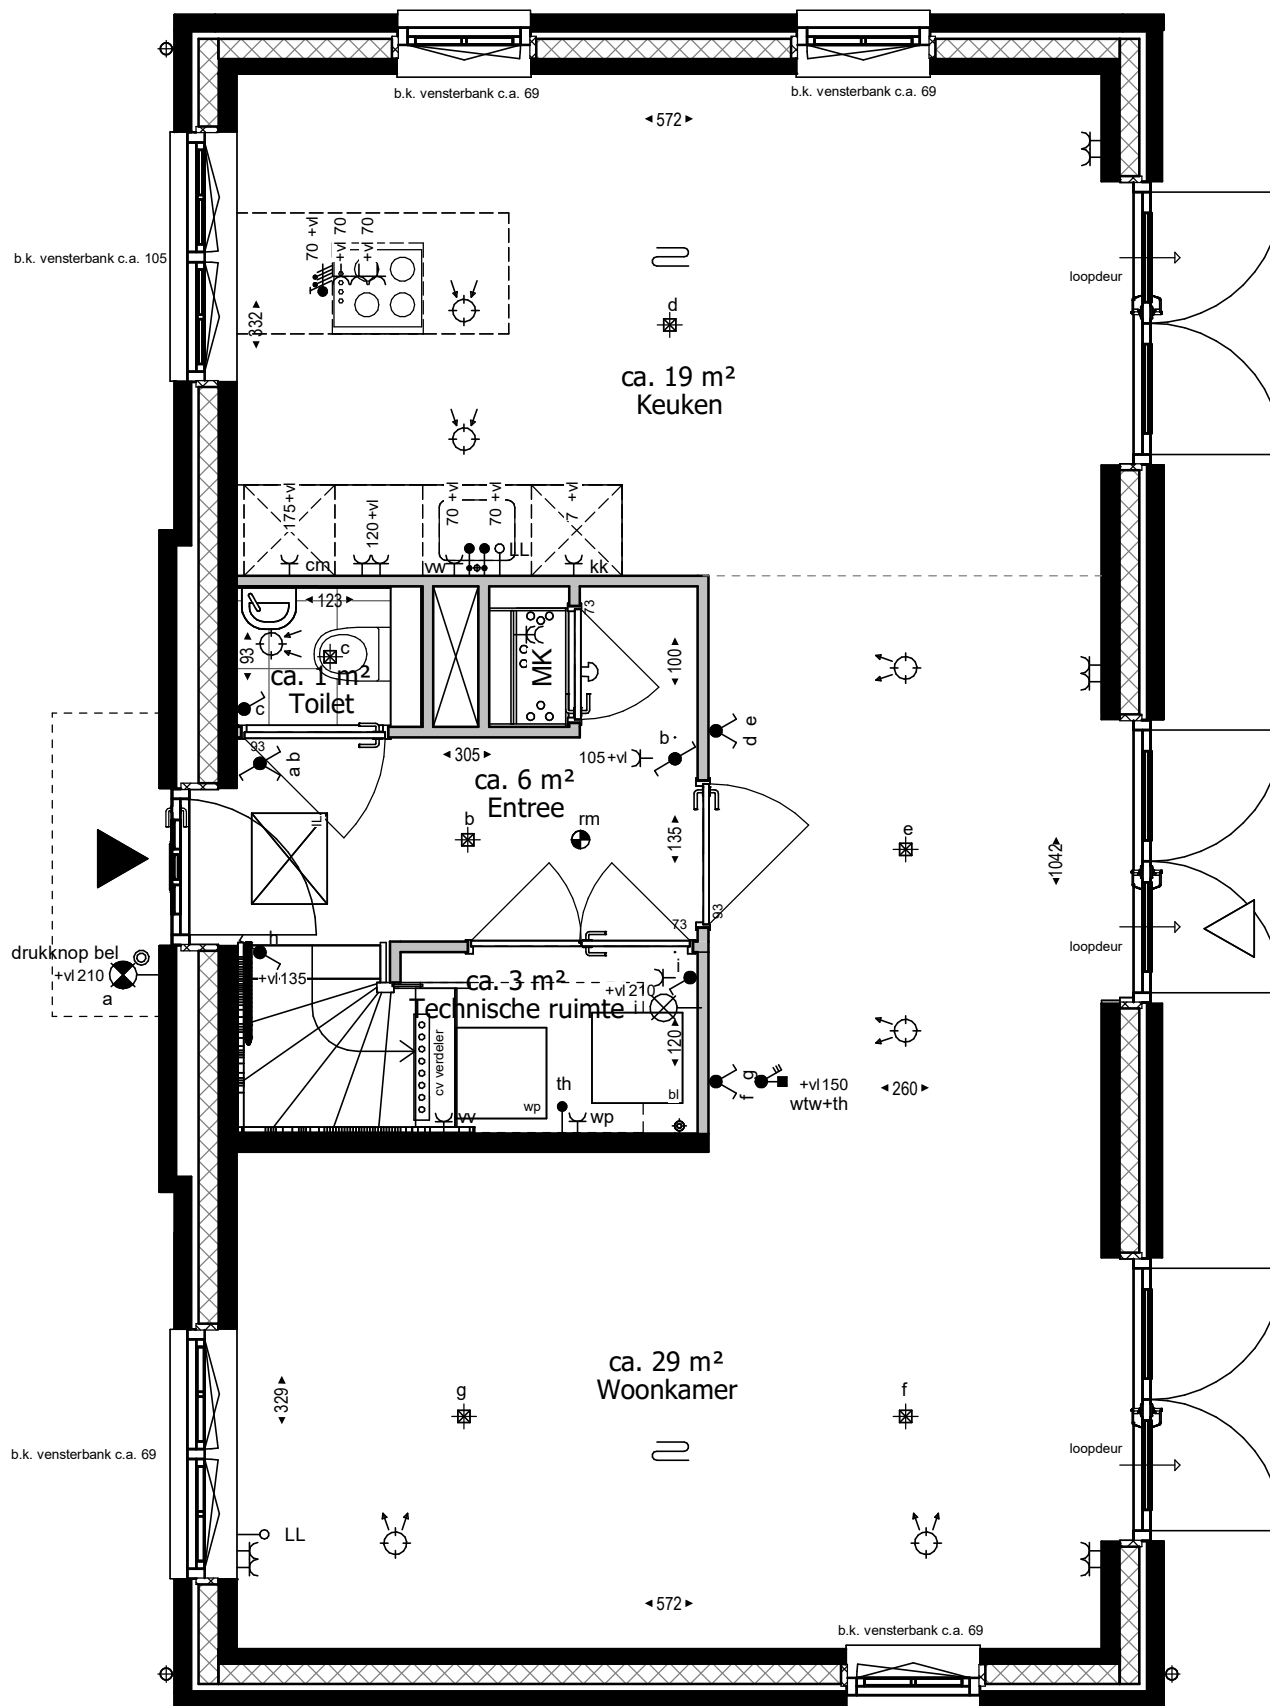 b.k. vensterbank c.a. 69
b.k. vensterbank c.a. 69
572
b.k. vensterbank c.a. 105
70 +vl
+vl 70
+vl 70
332
d
loopdeur
ca. 19 m²
Keuken
175+vl
120+vl
70 +vl
70 +vl
7 +vl
LL
cm
vw
kk
123
73
93
c
MK
100
ca. 1 m²
Toilet
c
d e
93
a b
305
105+vl
b
ca. 6 m²
Entree
b
rm
135
e
1042
73
93
h
drukknop bel
+vl 210
a
+vl 135
ca. 3 m²
Technische ruimte
+vl 210
i
i
loopdeur
120
cv verdeler
th
wp
bl
vv
wp
f g
+vl 150
wtw+th
260
ca. 29 m²
Woonkamer
329
g
f
b.k. vensterbank c.a. 69
loopdeur
LL
572
b.k. vensterbank c.a. 69